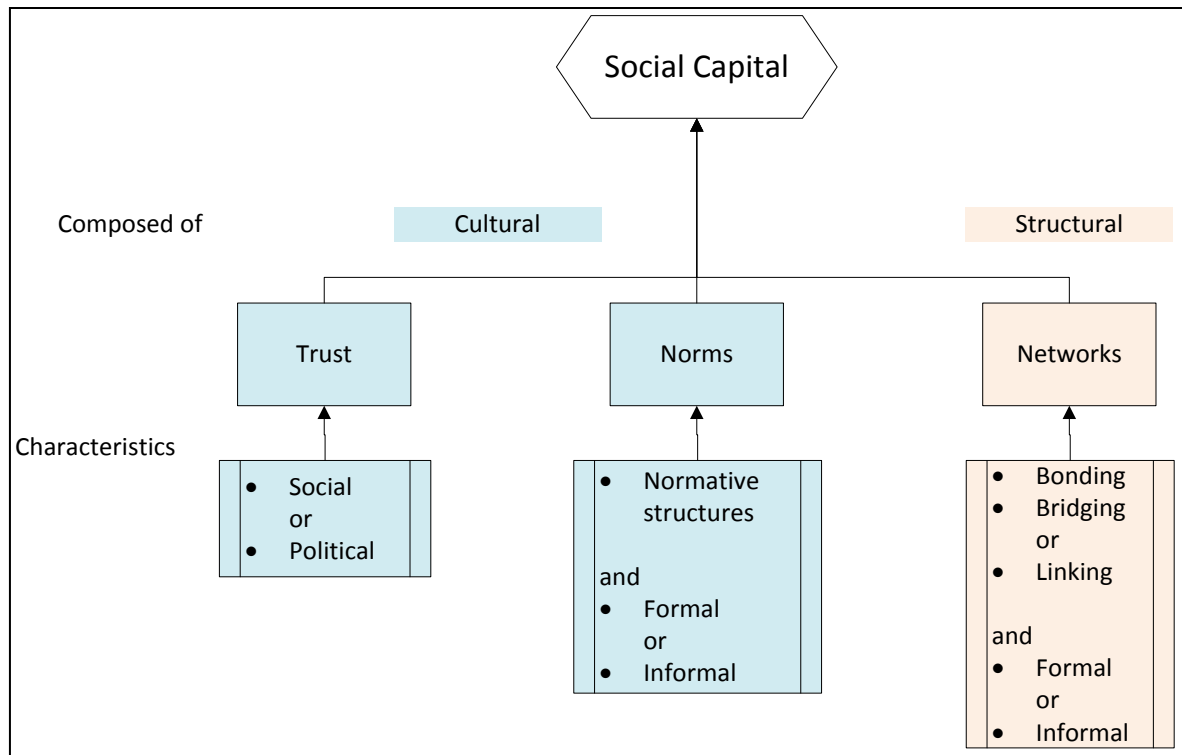 Social Capital
Composed of
Cultural
Structural
Trust
Norms
Networks
Characteristics
● Social
or
● Political
● Normative
structures
and
● Formal
or
● Informal
● Bonding
● Bridging
or
● Linking
and
● Formal
or
● Informal